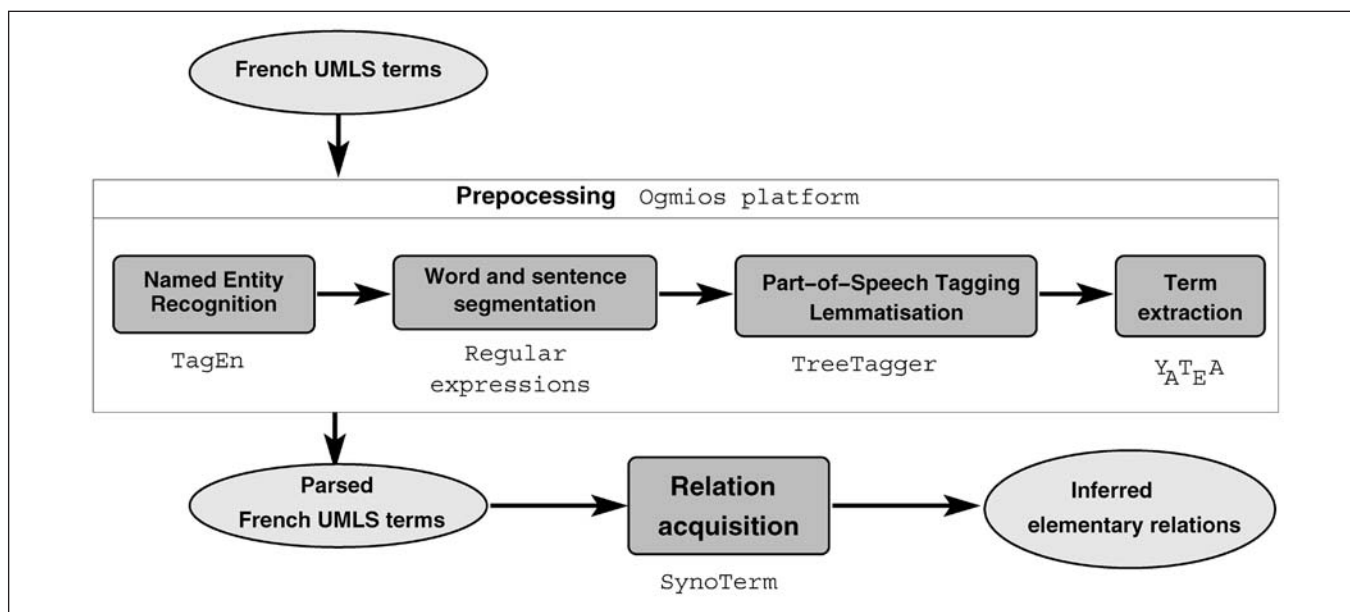 French UMLS terms
Prepocessing Ogmios platform
Named Entity
Recognition
TagEn
Word and sentence
segmentation
Regular
expressions
Part-of-Speech Tagging
Lemmatisation
TreeTagger
Term
extraction
YATEA
Parsed
French UMLS terms
Relation
acquisition
SynoTerm
Inferred
elementary relations